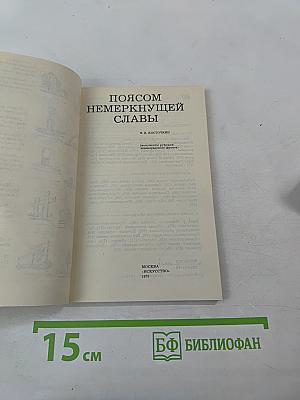 ПОЯСОМ
НЕМЕРКНУЩЕЙ
СЛАВЫ
МОСКВА
«ИСКУССТВО»
15 см
БФ БИБЛИОФАН